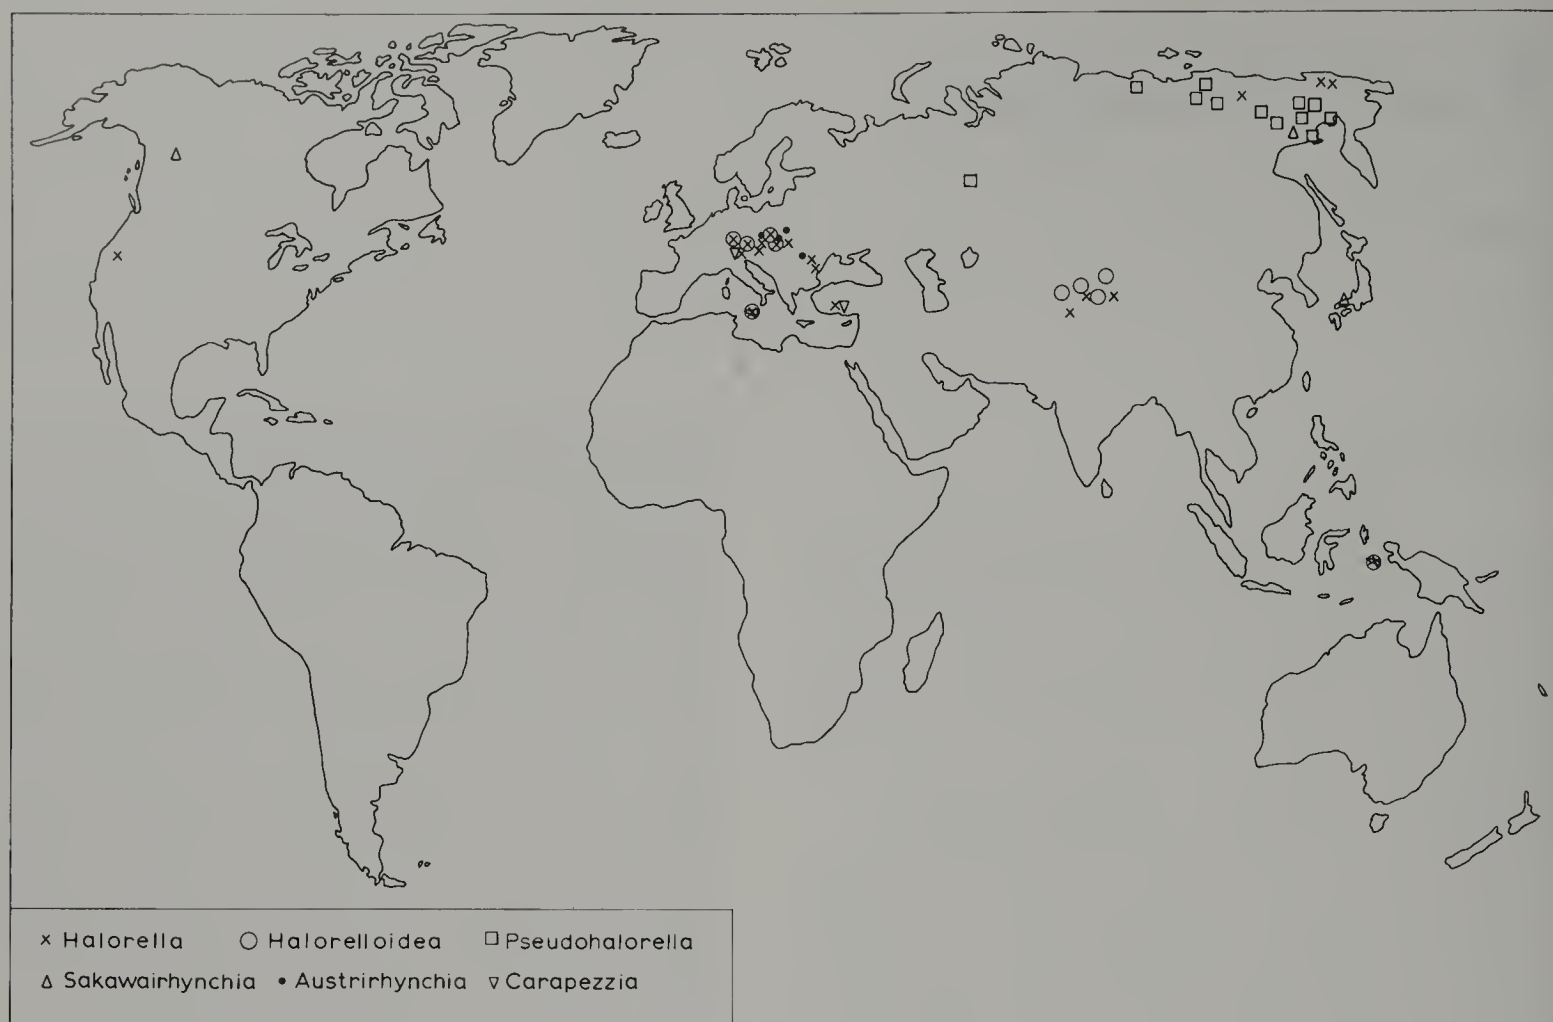 x Halorella ○ Halorelloidea □ Pseudohalorella
△ Sakawairhynchia • Austrirhynchia ▽ Carapezzia